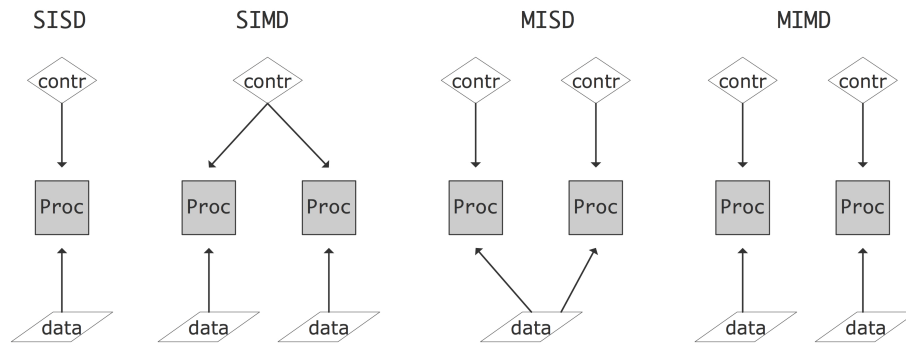 SISD SIMD MISD MIMD
contr contr contr contr contr contr
Proc Proc Proc Proc Proc Proc Proc
data data data data data data